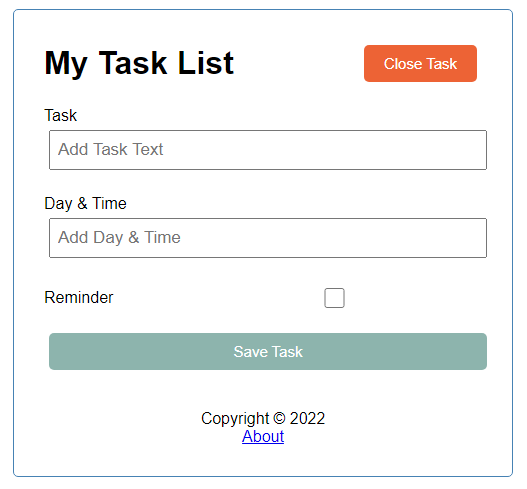 My Task List
Close Task
Task
Add Task Text
Day & Time
Add Day & Time
Reminder
Save Task
Copyright © 2022
About